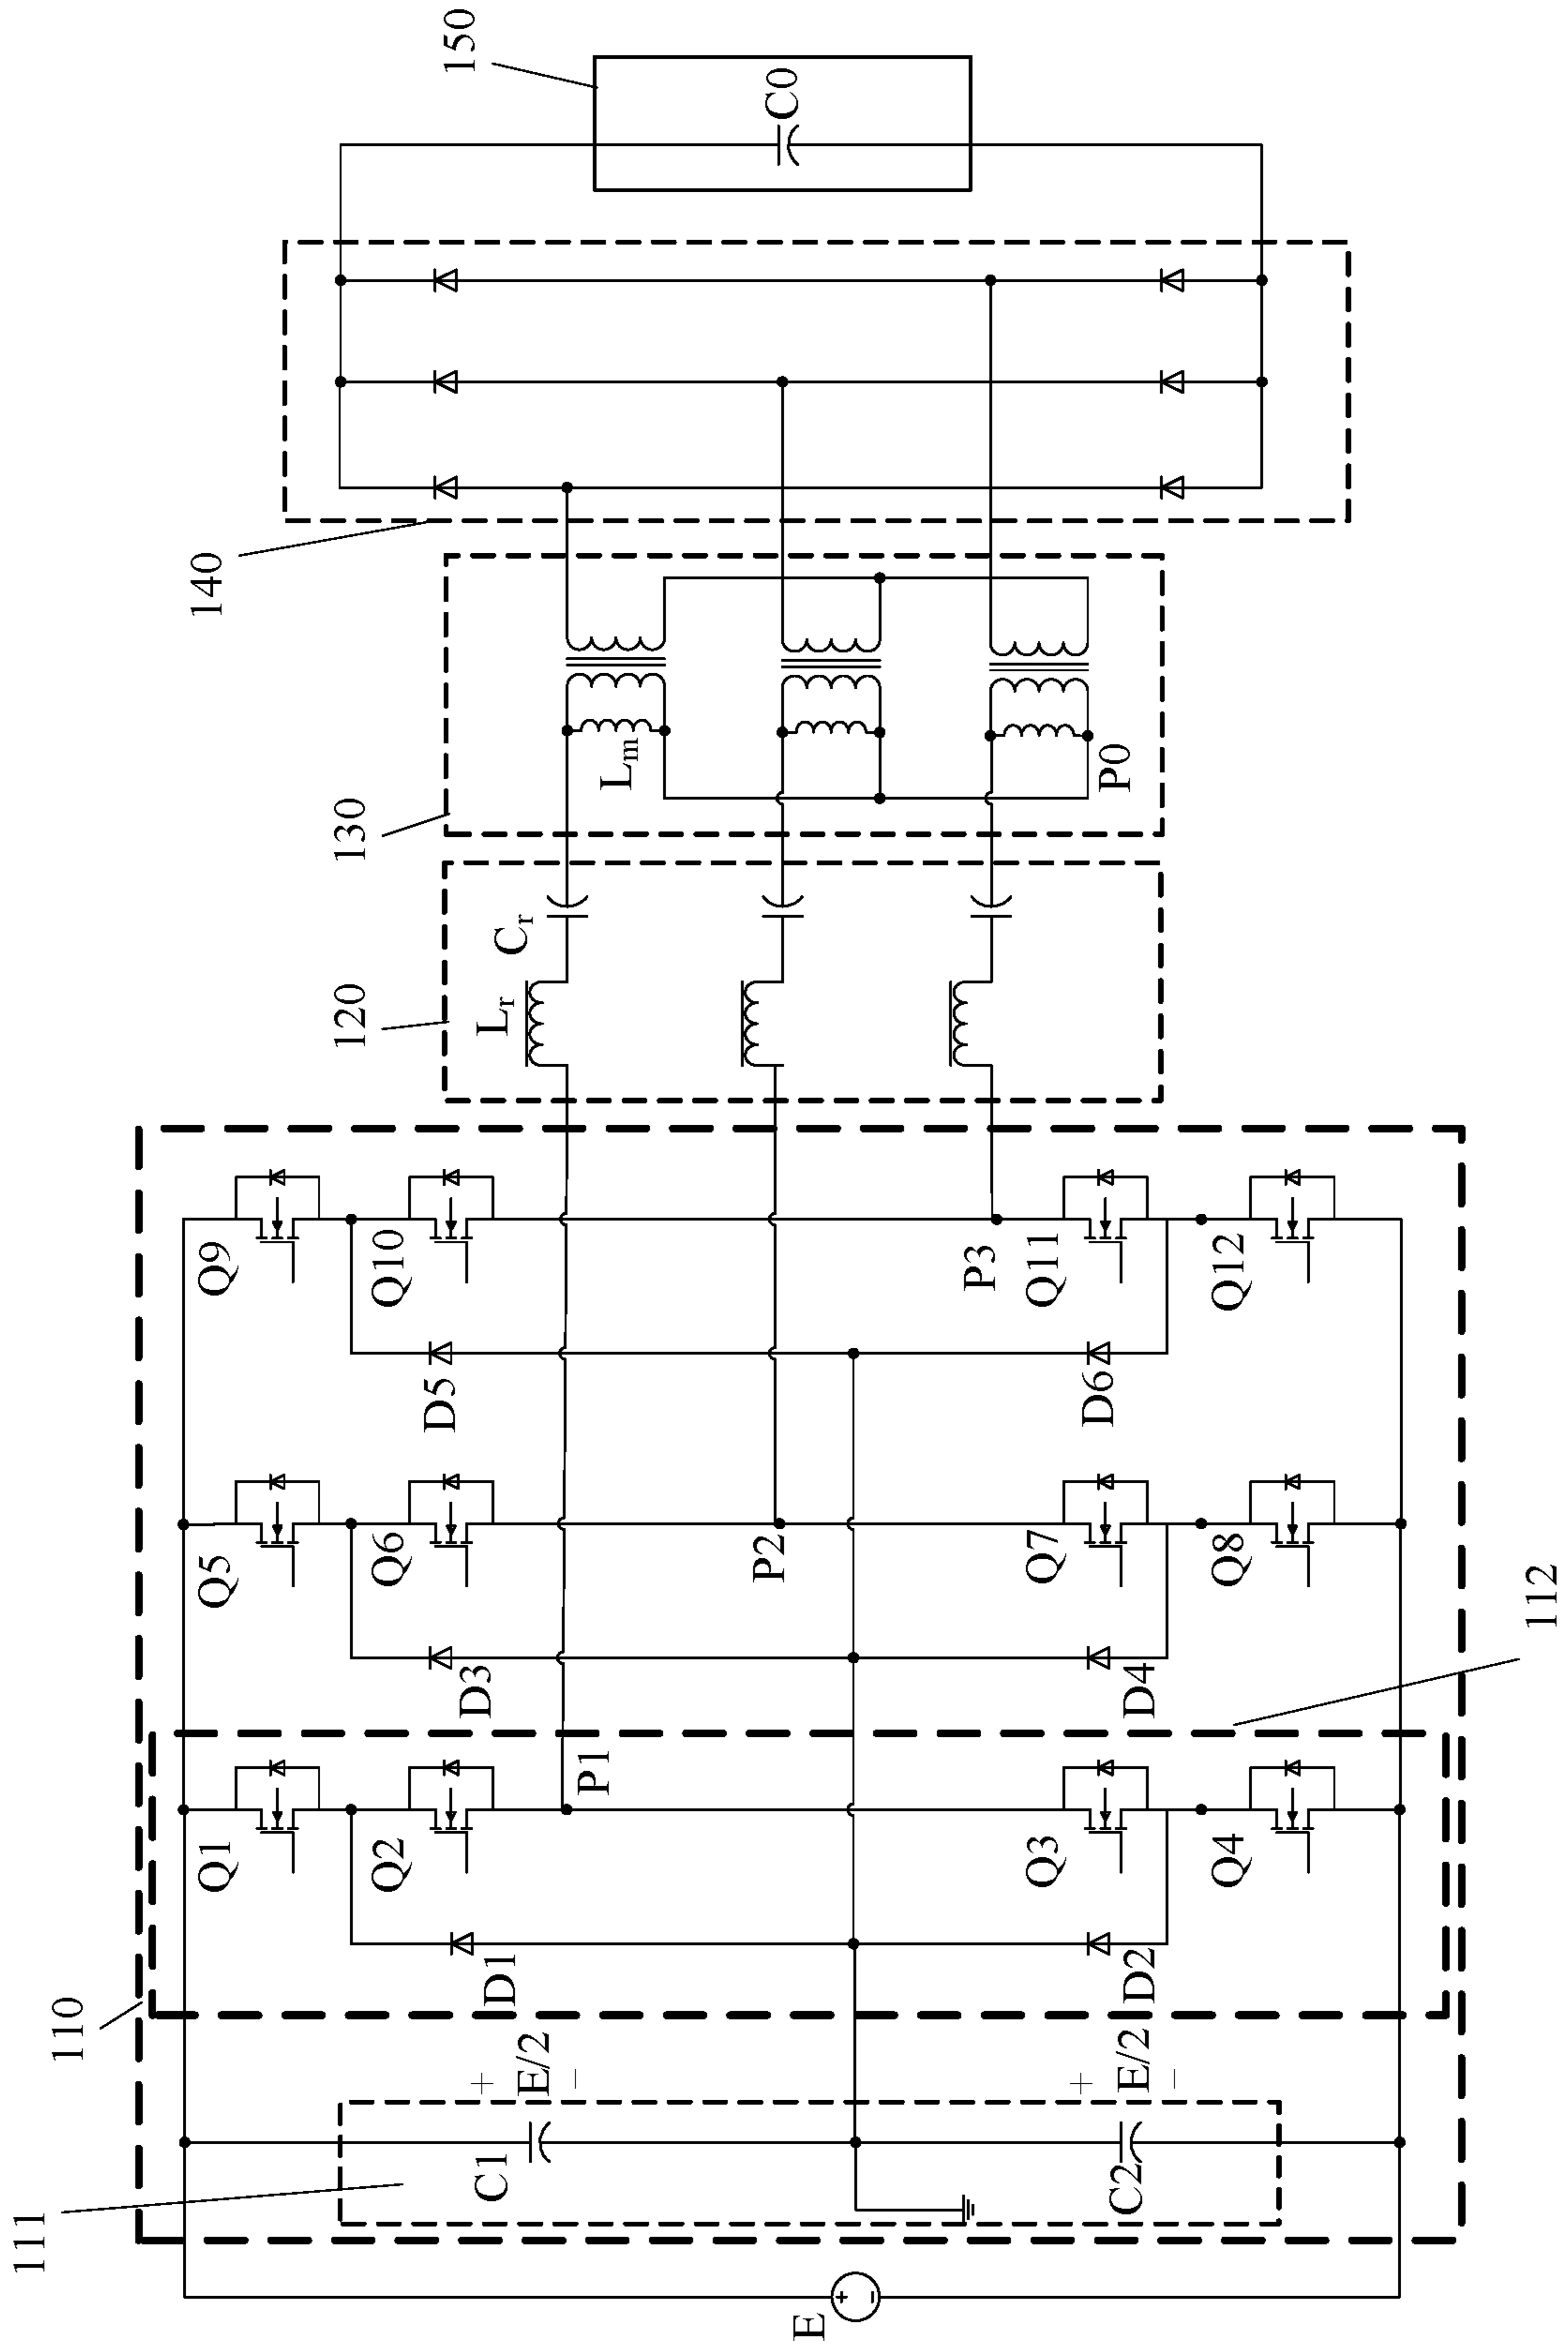 150
C0
140
130
Lm
P0
120
Lr
Cr
110
Q9
Q10
P3
Q11
Q12
D5
D6
Q5
Q6
P2
Q7
Q8
D3
D4
112
Q1
Q2
P1
Q3
Q4
D1
D2
111
+
E/2
−
+
E/2
−
C1
C2
E
+
−